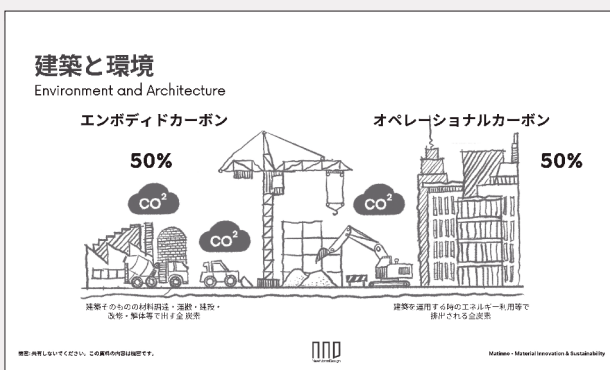 建築と環境
Environment and Architecture
エンボディドカーボン
オペレーショナルカーボン
50%
50%
CO²
CO²
CO²
建築そのものの材料調達・運搬・建設・
改修・解体等で出す全炭素
建築を運用する時のエネルギー利用等で
排出される全炭素
機密: 共有しないでください。この資料の内容は機密です。
Matinno - Material Innovation & Sustainability